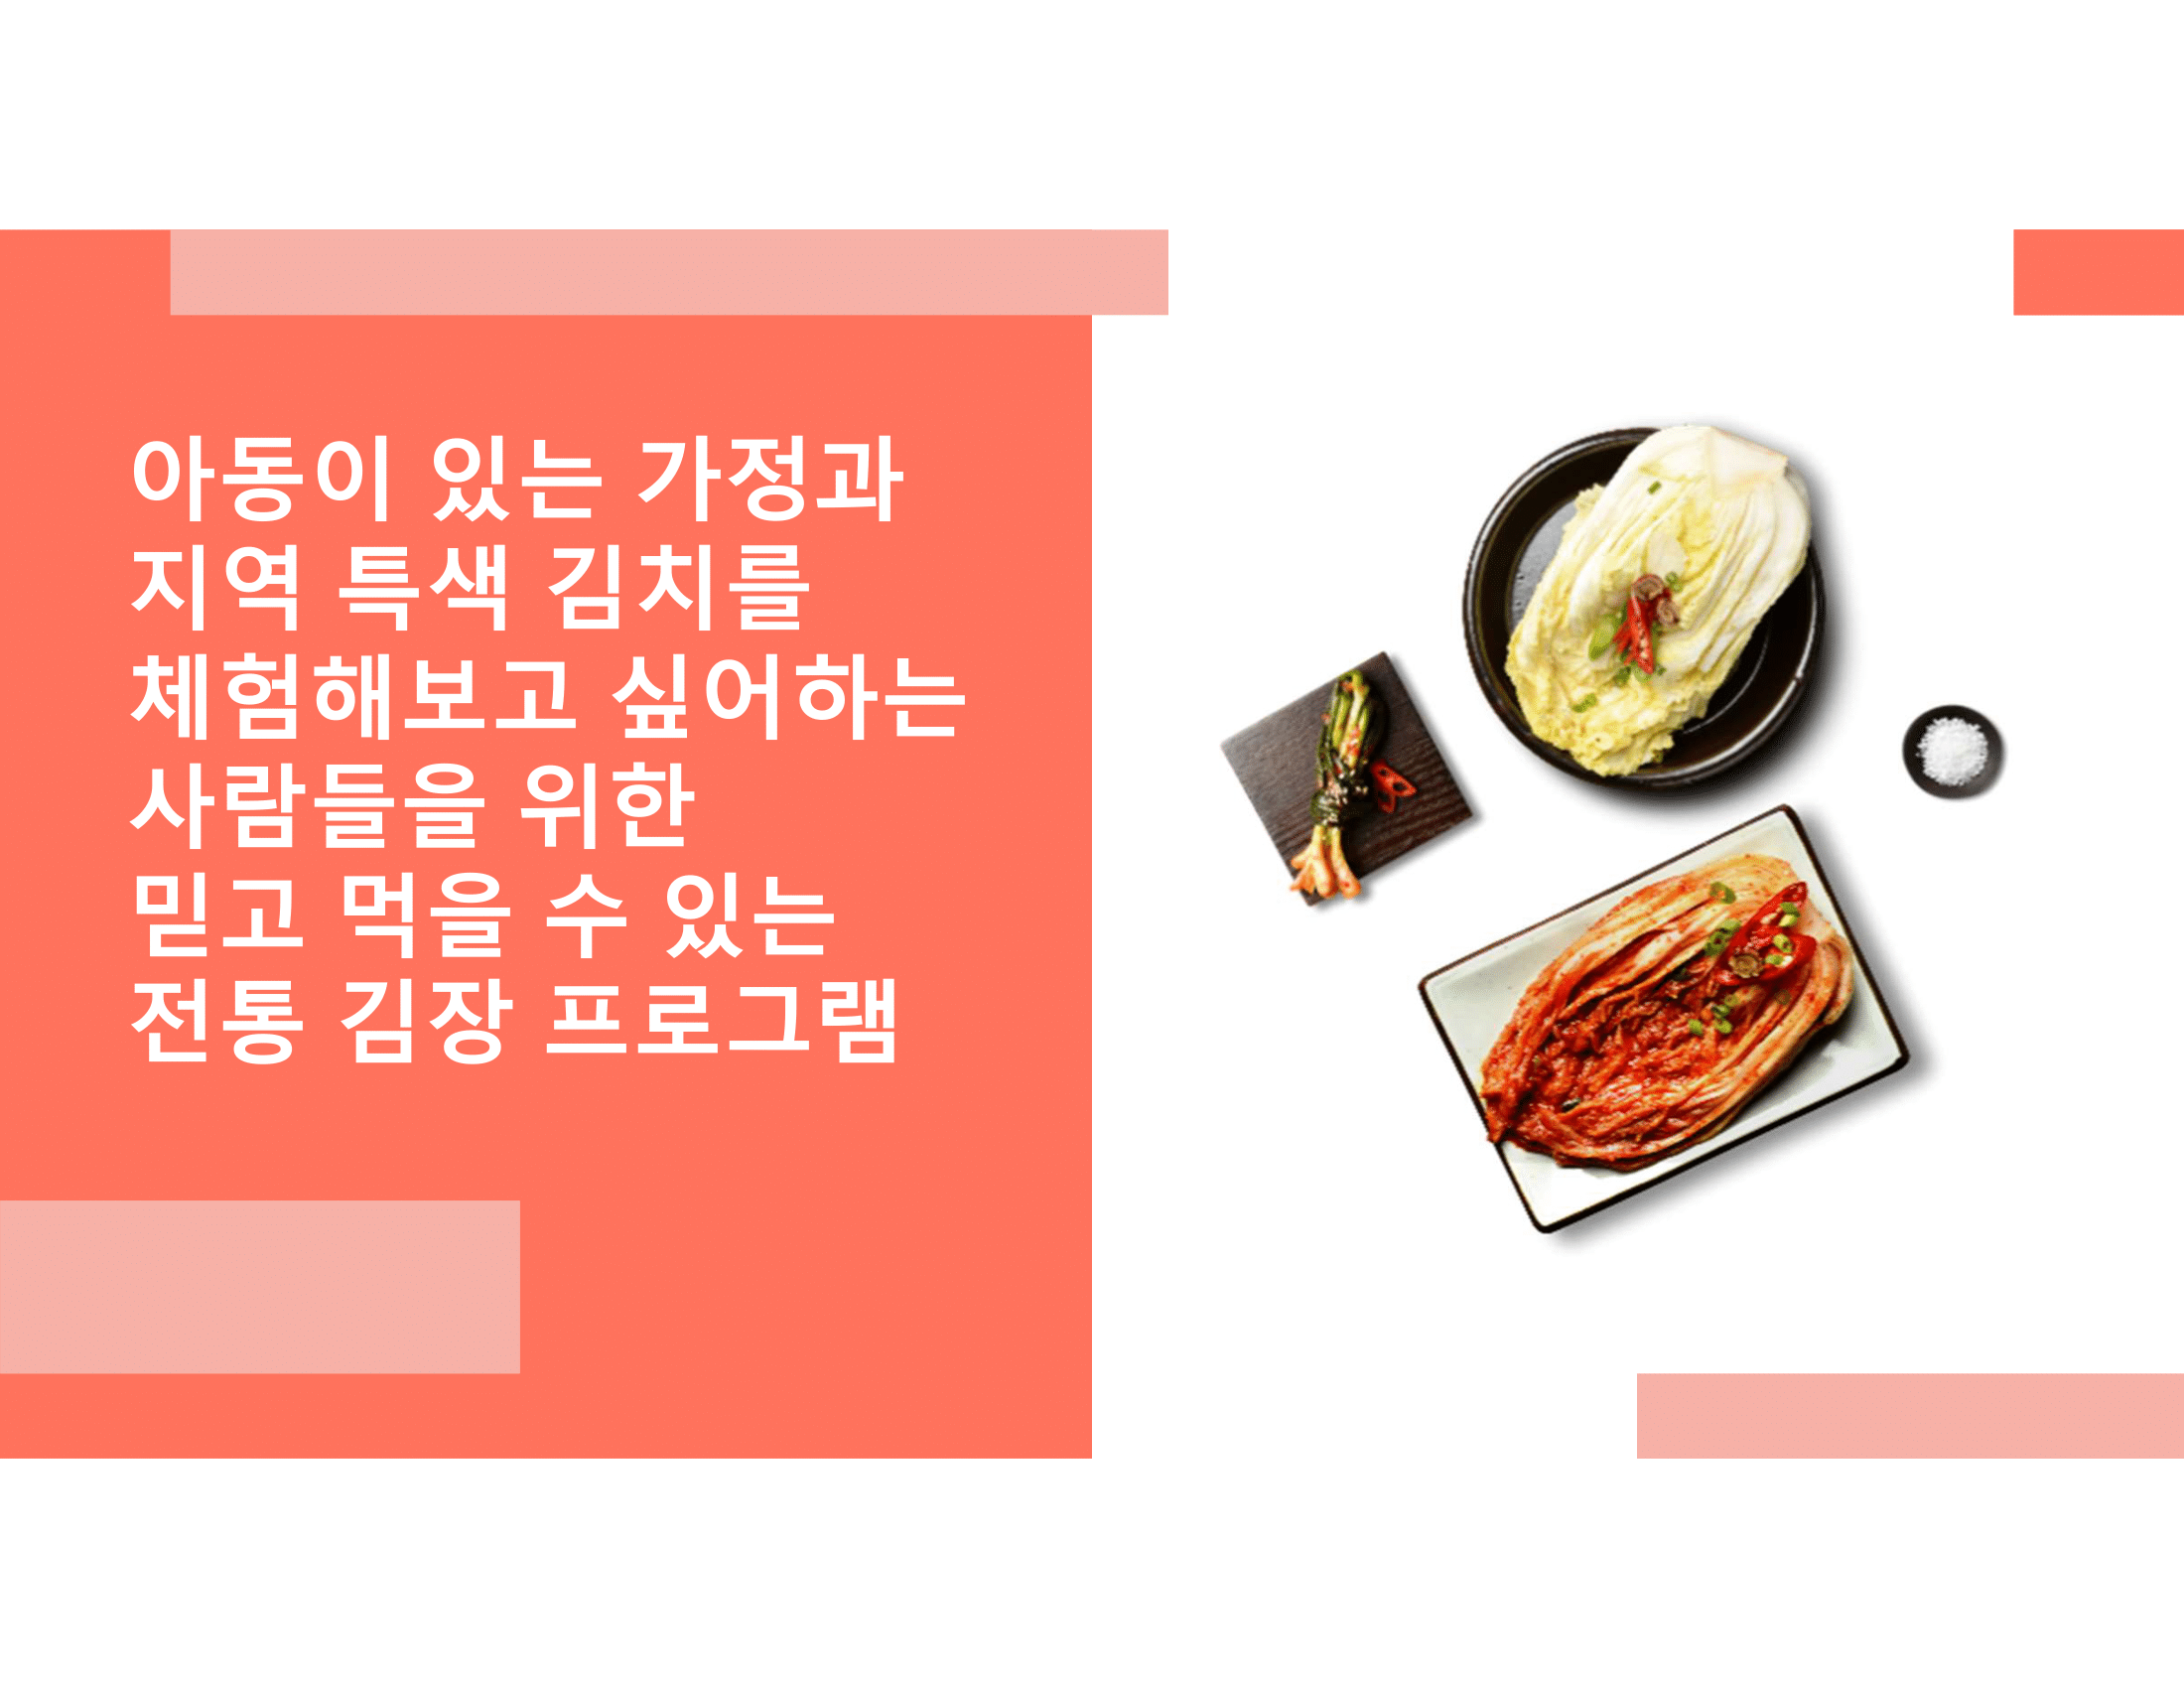 아동이 있는 가정과
지역 특색 김치를
체험해보고 싶어하는
사람들을 위한
믿고 먹을 수 있는
전통 김장 프로그램